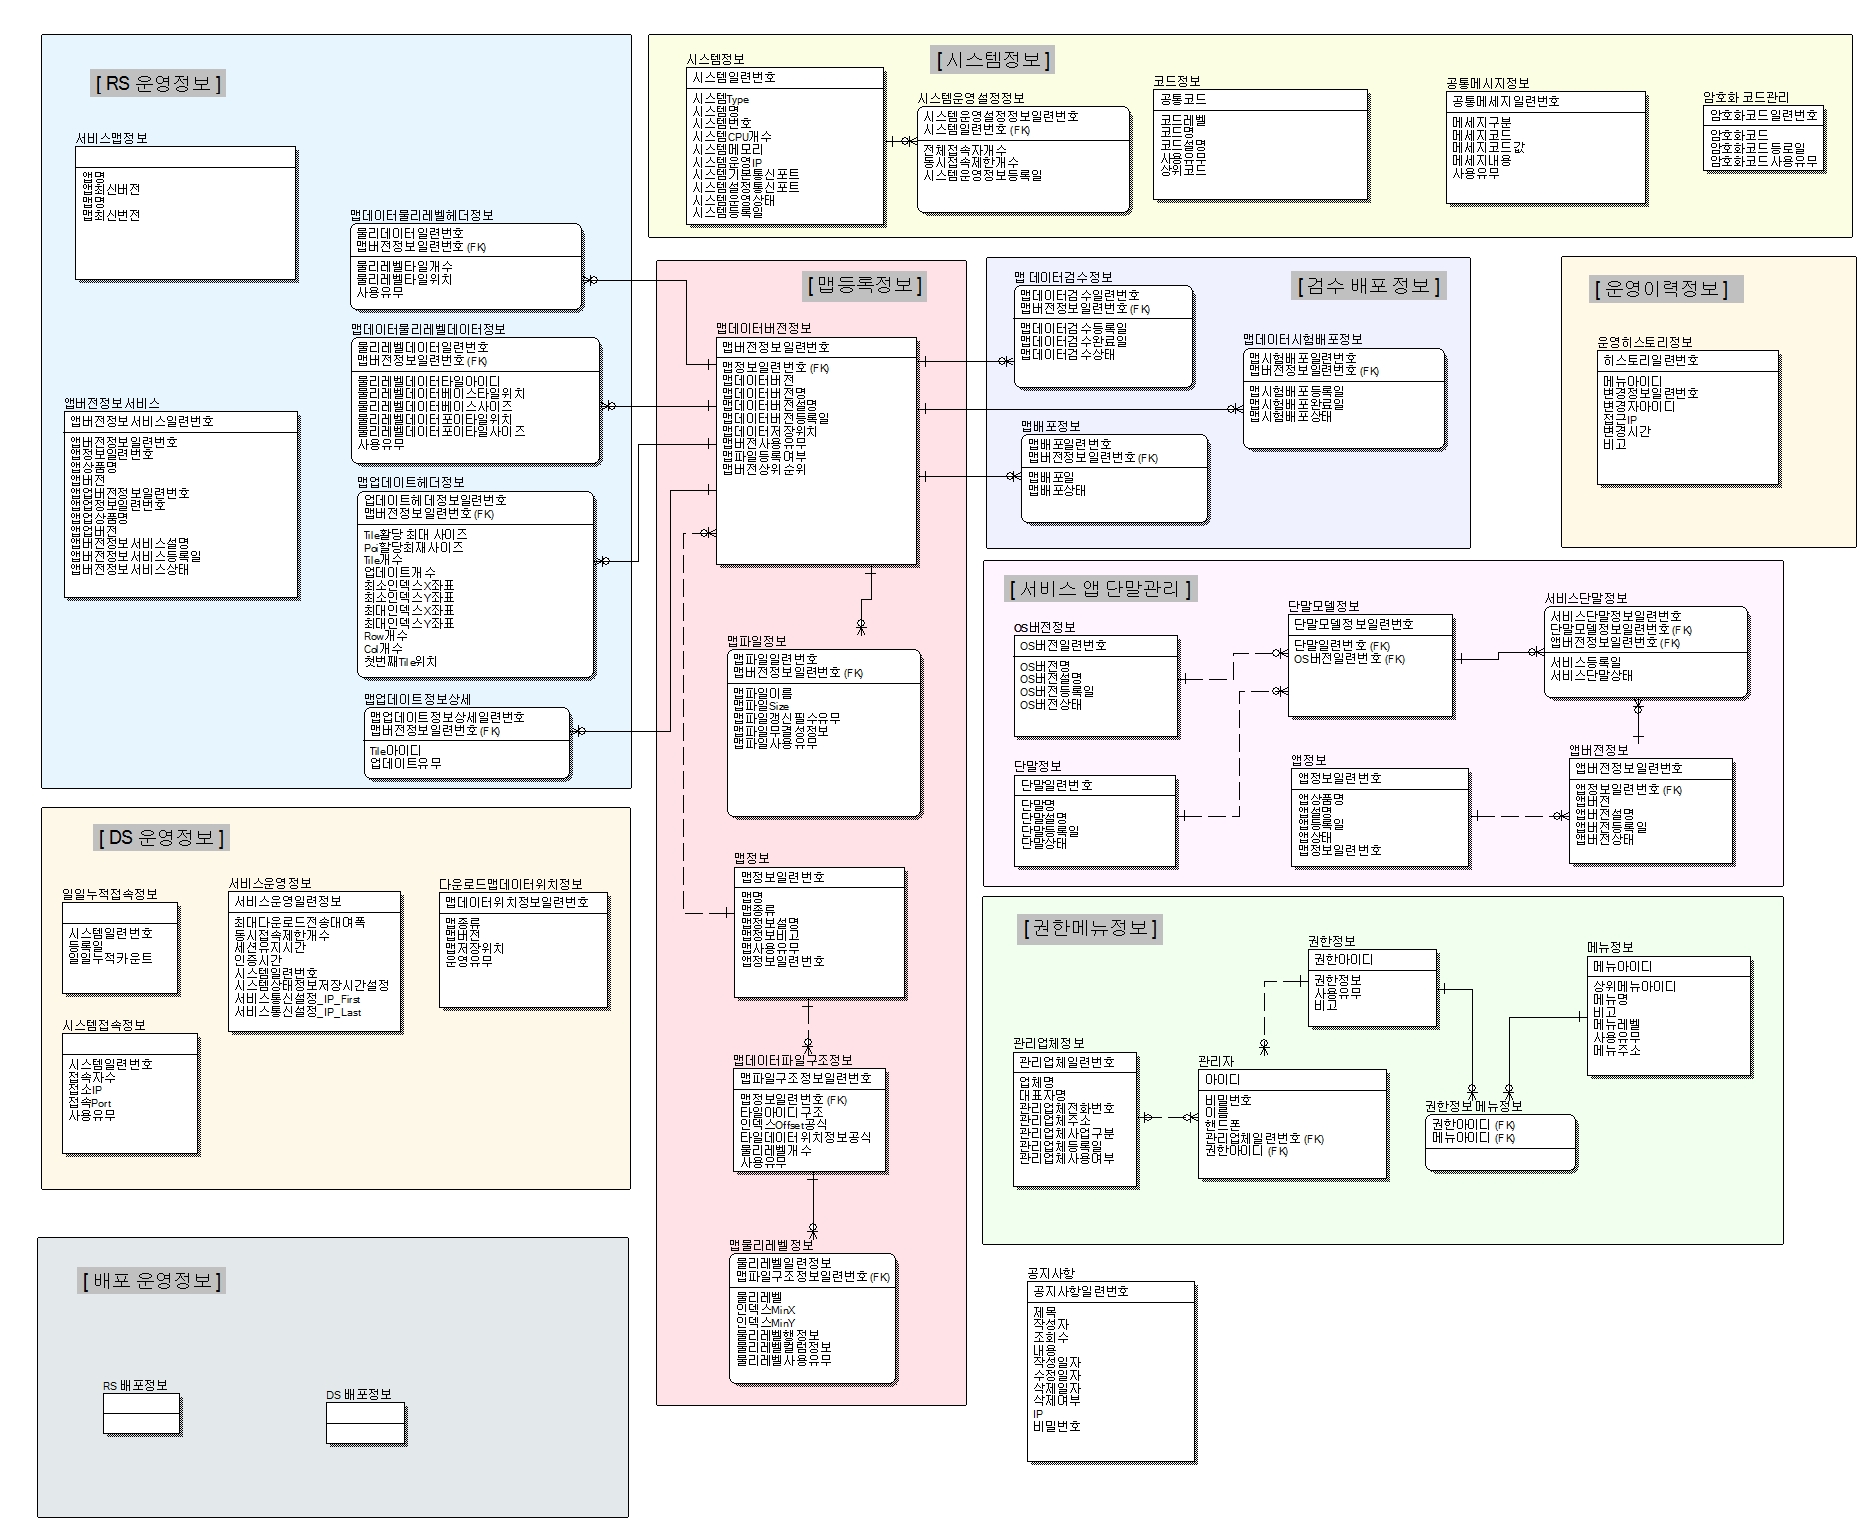 [ RS 운영정보 ]
서비스맵정보
앱명
앱최신버전
맵명
맵최신번전
맵데이터물리레벨헤더정보
물리데이터일련번호
맵버전정보일련번호 (FK)
물리레벨타일개수
물리레벨타일위치
사용유무
맵데이터물리레벨데이터정보
물리레벨데이터일련번호
맵버전정보일련번호 (FK)
물리레벨데이터타일아이디
물리레벨데이터베이스타일위치
물리레벨데이터베이스사이즈
물리레벨데이터포이타일위치
물리레벨데이터포이타일사이즈
사용유무
앱버전정보서비스
앱버전정보서비스일련번호
앱버전정보일련번호
앱정보일련번호
앱상품명
앱버전
앱업버전정보일련번호
앱업정보일련번호
앱업상품명
앱업버전
앱버전정보서비스설명
앱버전정보서비스등록일
앱버전정보서비스상태
맵업데이트헤더정보
업데이트헤데정보일련번호
맵버전정보일련번호 (FK)
Tile활당 최대 사이즈
Poi활당최재사이즈
Tile개수
업데이트개수
최소인덱스X좌표
최소인덱스Y좌표
최대인덱스X좌표
최대인덱스Y좌표
Row개수
Col개수
첫번째Tile위치
맵업데이트정보상세
맵업데이트정보상세일련번호
맵버전정보일련번호 (FK)
Tile아이디
업데이트유무
[ 시스템정보 ]
시스템정보
시스템일련번호
시스템Type
시스템명
시스템번호
시스템CPU개수
시스템메모리
시스템운영IP
시스템기본통신포트
시스템설정통신포트
시스템운영상태
시스템등록일
시스템운영설정정보
시스템운영설정정보일련번호
시스템일련번호 (FK)
전체접속자개수
동시접속제한개수
시스템운영정보등록일
코드정보
공통코드
코드레벨
코드명
코드설명
사용유무
상위코드
공통메시지정보
공통메세지일련번호
메세지구분
메세지코드
메세지코드값
메세지내용
사용유무
암호화 코드관리
암호화코드일련번호
암호화코드
암호화코드등로일
암호화코드사용유무
[ 맵등록정보 ]
맵데이터버전정보
맵버전정보일련번호
맵정보일련번호 (FK)
맵데이터버전
맵데이터버전명
맵데이터버전설명
맵데이터버전등록일
맵데이터저장위치
맵버전사용유무
맵파일등록여부
맵버전상위순위
맵파일정보
맵파일일련번호
맵버전정보일련번호 (FK)
맵파일이름
맵파일Size
맵파일갱신필수유무
맵파일무결성정보
맵파일사용유무
맵정보
맵정보일련번호
맵명
맵종류
맵정보설명
맵정보비고
맵사용유무
앱정보일련번호
맵데이터파일구조정보
맵파일구조정보일련번호
맵정보일련번호 (FK)
타일아이디구조
인덱스Offset공식
타일데이터위치정보공식
물리레벨개수
사용유무
맵물리레벨정보
물리레벨일련정보
맵파일구조정보일련번호 (FK)
물리레벨
인덱스MinX
인덱스MinY
물리레벨행정보
물리레벨컬럼정보
물리레벨사용유무
[ 검수 배포 정보 ]
맵 데이터검수정보
맵데이터검수일련번호
맵버전정보일련번호 (FK)
맵데이터검수등록일
맵데이터검수완료일
맵데이터검수상태
맵데이터시험배포정보
맵시험배포일련번호
맵버전정보일련번호 (FK)
맵시험배포등록일
맵시험배포완료일
맵시험배포상태
맵배포정보
맵배포일련번호
맵버전정보일련번호 (FK)
맵배포일
맵배포상태
[ 운영이력정보 ]
운영히스토리정보
히스토리일련번호
메뉴아이디
변경정보일련번호
변경자아이디
접근IP
변경시간
비고
[ 서비스 앱 단말관리 ]
OS버전정보
OS버전일련번호
OS버전명
OS버전설명
OS버전등록일
OS버전상태
단말모델정보
단말모델정보일련번호
단말일련번호 (FK)
OS버전일련번호 (FK)
서비스단말정보
서비스단말정보일련번호
단말모델정보일련번호 (FK)
앱버전정보일련번호 (FK)
서비스등록일
서비스단말상태
단말정보
단말일련번호
단말명
단말설명
단말등록일
단말상태
앱정보
앱정보일련번호
앱상품명
앱설명
앱등록일
앱상태
맵정보일련번호
앱버전정보
앱버전정보일련번호
앱정보일련번호 (FK)
앱버전
앱버전설명
앱버전등록일
앱버전상태
[ DS 운영정보 ]
일일누적접속정보
시스템일련번호
등록일
일일누적카운트
서비스운영정보
서비스운영일련정보
최대다운로드전송대여폭
동시접속제한개수
세션유지시간
인증시간
시스템일련번호
시스템상태정보저장시간설정
서비스통신설정_IP_First
서비스통신설정_IP_Last
다운로드맵데이터위치정보
맵데이터위치정보일련번호
맵종류
맵버전
맵저장위치
운영유무
시스템접속정보
시스템일련번호
접속자수
접소IP
접속Port
사용유무
[권한메뉴정보]
권한정보
권한아이디
권한정보
사용유무
비고
메뉴정보
메뉴아이디
상위메뉴아이디
메뉴명
비고
메뉴레벨
사용유무
메뉴주소
관리업체정보
관리업체일련번호
업체명
대표자명
관리업체전화번호
관리업체주소
관리업체사업구분
관리업체등록일
관리업체사용여부
관리자
아이디
비밀번호
이름
핸드폰
관리업체일련번호 (FK)
권한아이디 (FK)
권한정보메뉴정보
권한아이디 (FK)
메뉴아이디 (FK)
[ 배포 운영정보 ]
RS 배포정보
DS 배포정보
공지사항
공지사항일련번호
제목
작성자
조회수
내용
작성일자
수정일자
삭제일자
삭제여부
IP
비밀번호